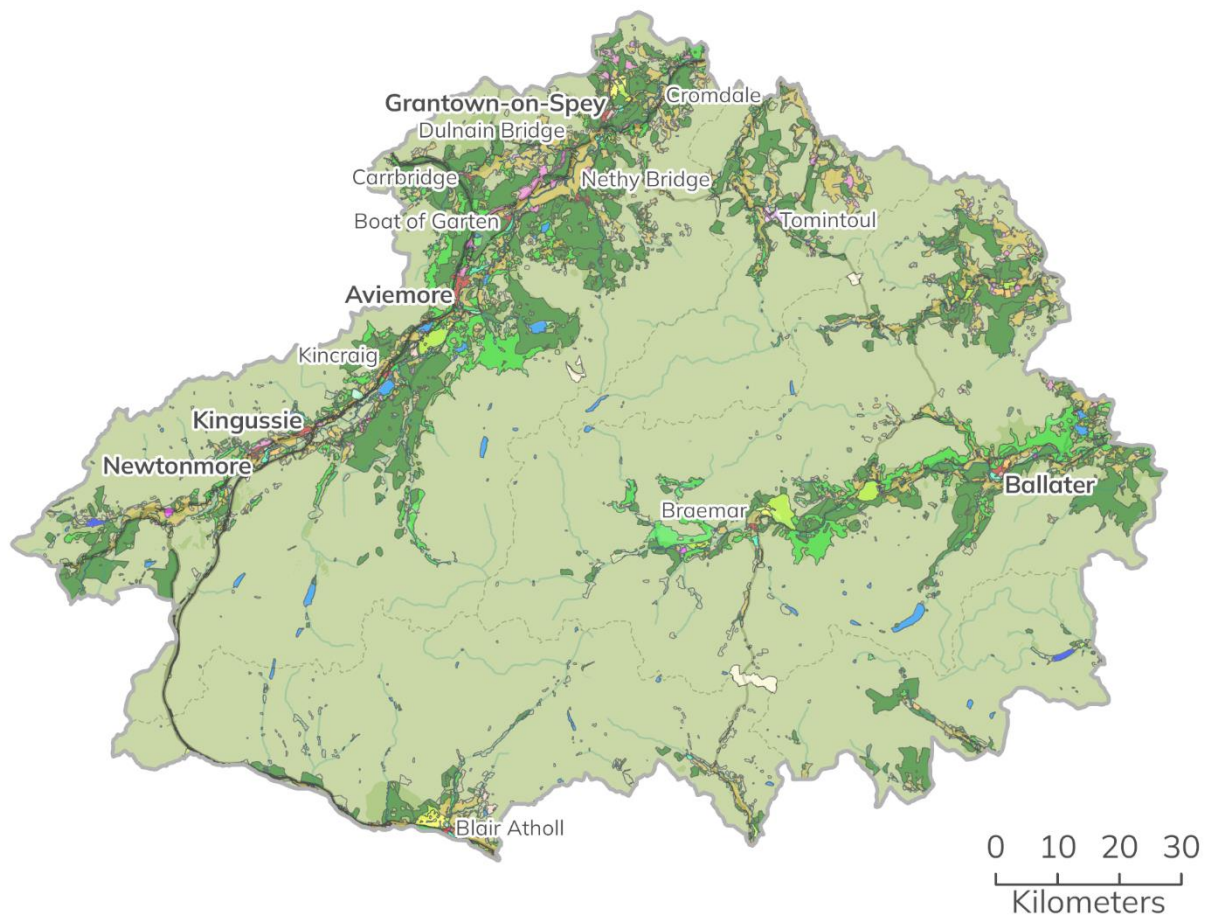 Grantown-on-Spey
Cromdale
Dulnain Bridge
Carrbridge
Nethy Bridge
Boat of Garten
Tomintoul
Aviemore
Kincraig
Kingussie
Newtonmore
Ballater
Braemar
Blair Atholl
0 10 20 30
Kilometers